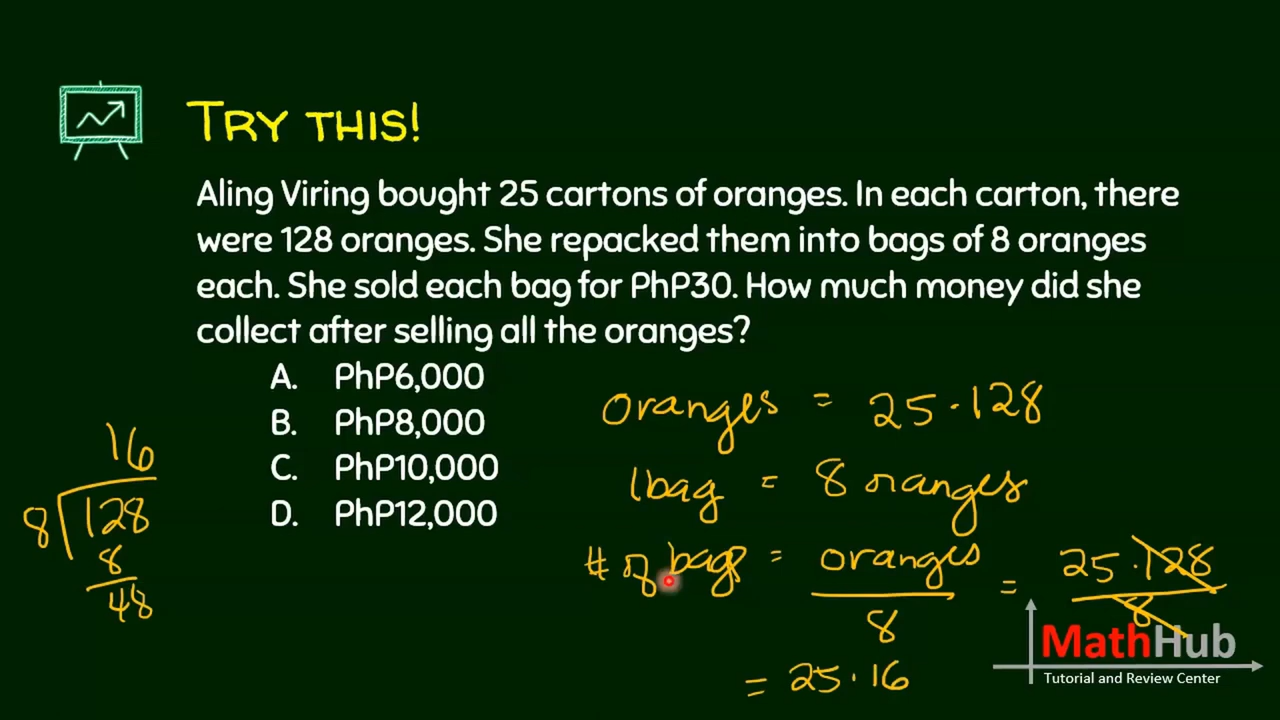 TRY THIS!
Aling Viring bought 25 cartons of oranges. In each carton, there
were 128 oranges. She repacked them into bags of 8 oranges
each. She sold each bag for PhP30. How much money did she
collect after selling all the oranges?
A. PhP6,000
B. PhP8,000
C. PhP10,000
D. PhP12,000
16
8 128
8
48
oranges = 25·128
1bag = 8 oranges
# of bags = oranges / 8 = 25·128 / 8
= 25·16
MathHub
Tutorial and Review Center